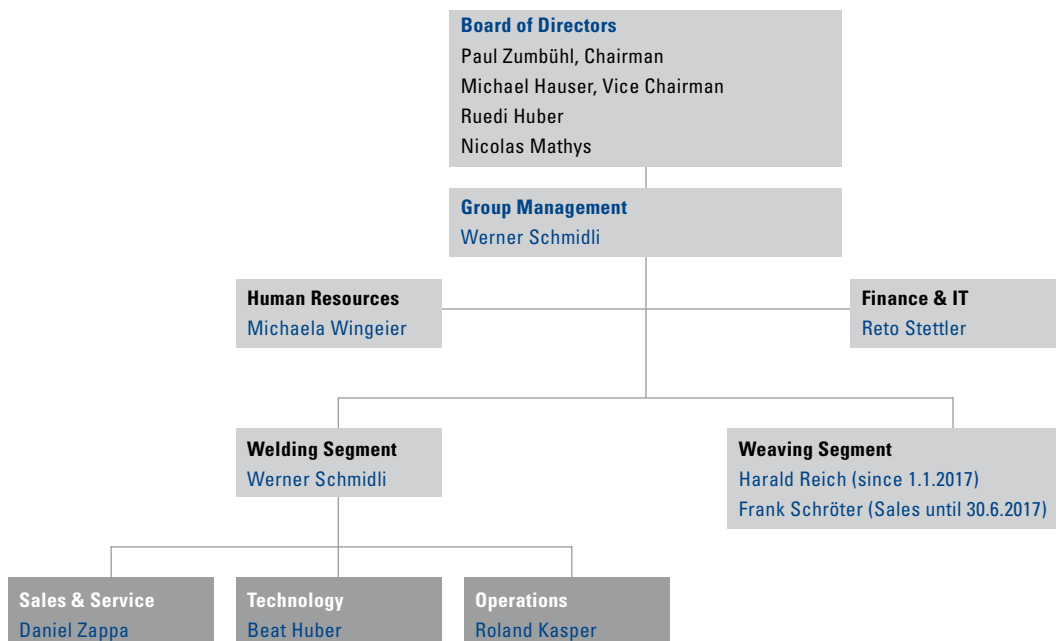 Board of Directors
Paul Zumbühl, Chairman
Michael Hauser, Vice Chairman
Ruedi Huber
Nicolas Mathys
Group Management
Werner Schmidli
Human Resources
Michaela Wingeier
Finance & IT
Reto Stettler
Welding Segment
Werner Schmidli
Weaving Segment
Harald Reich (since 1.1.2017)
Frank Schröter (Sales until 30.6.2017)
Sales & Service
Daniel Zappa
Technology
Beat Huber
Operations
Roland Kasper